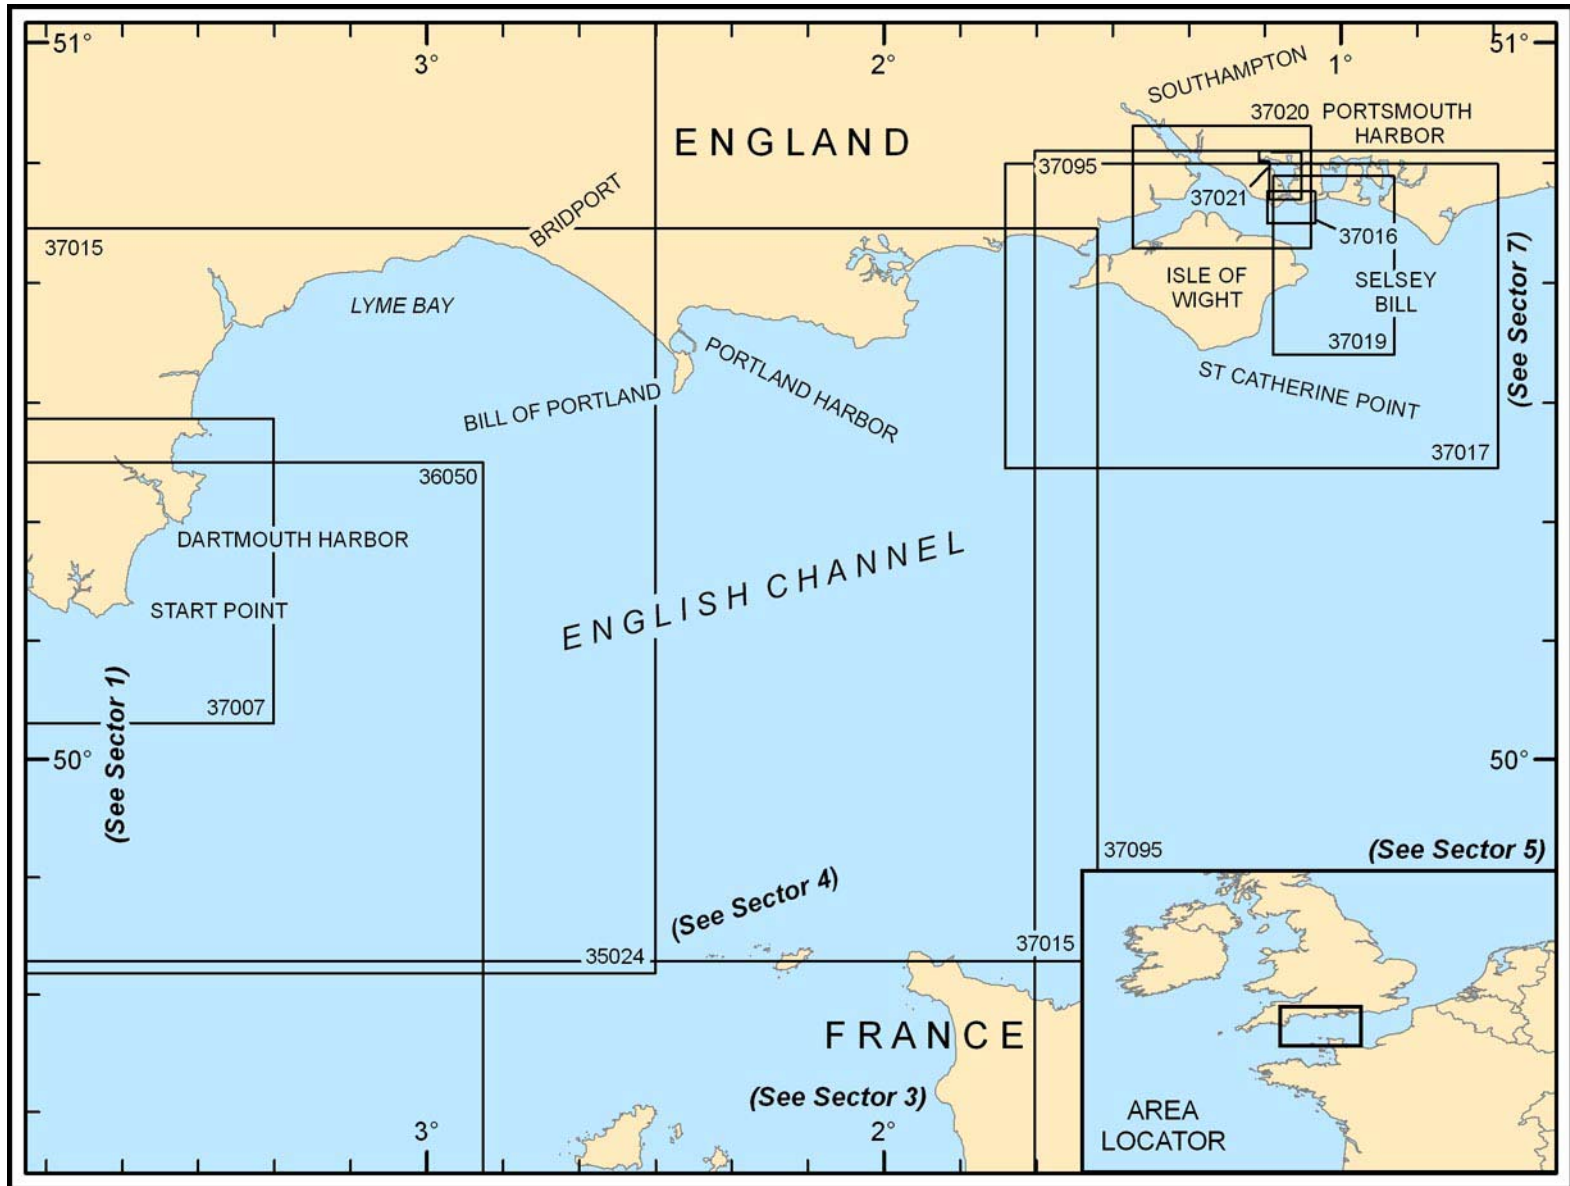 51°
3°
2°
1°
51°
SOUTHAMPTON
ENGLAND
37020
PORTSMOUTH
HARBOR
37095
37021
BRIDPORT
37015
37016
LYME BAY
ISLE OF
WIGHT
SELSEY
BILL
(See Sector 7)
37019
PORTLAND HARBOR
BILL OF PORTLAND
ST CATHERINE POINT
37017
36050
DARTMOUTH HARBOR
ENGLISH CHANNEL
START POINT
37007
(See Sector 1)
50°
50°
37095
(See Sector 5)
(See Sector 4)
35024
37015
FRANCE
(See Sector 3)
3°
2°
AREA
LOCATOR